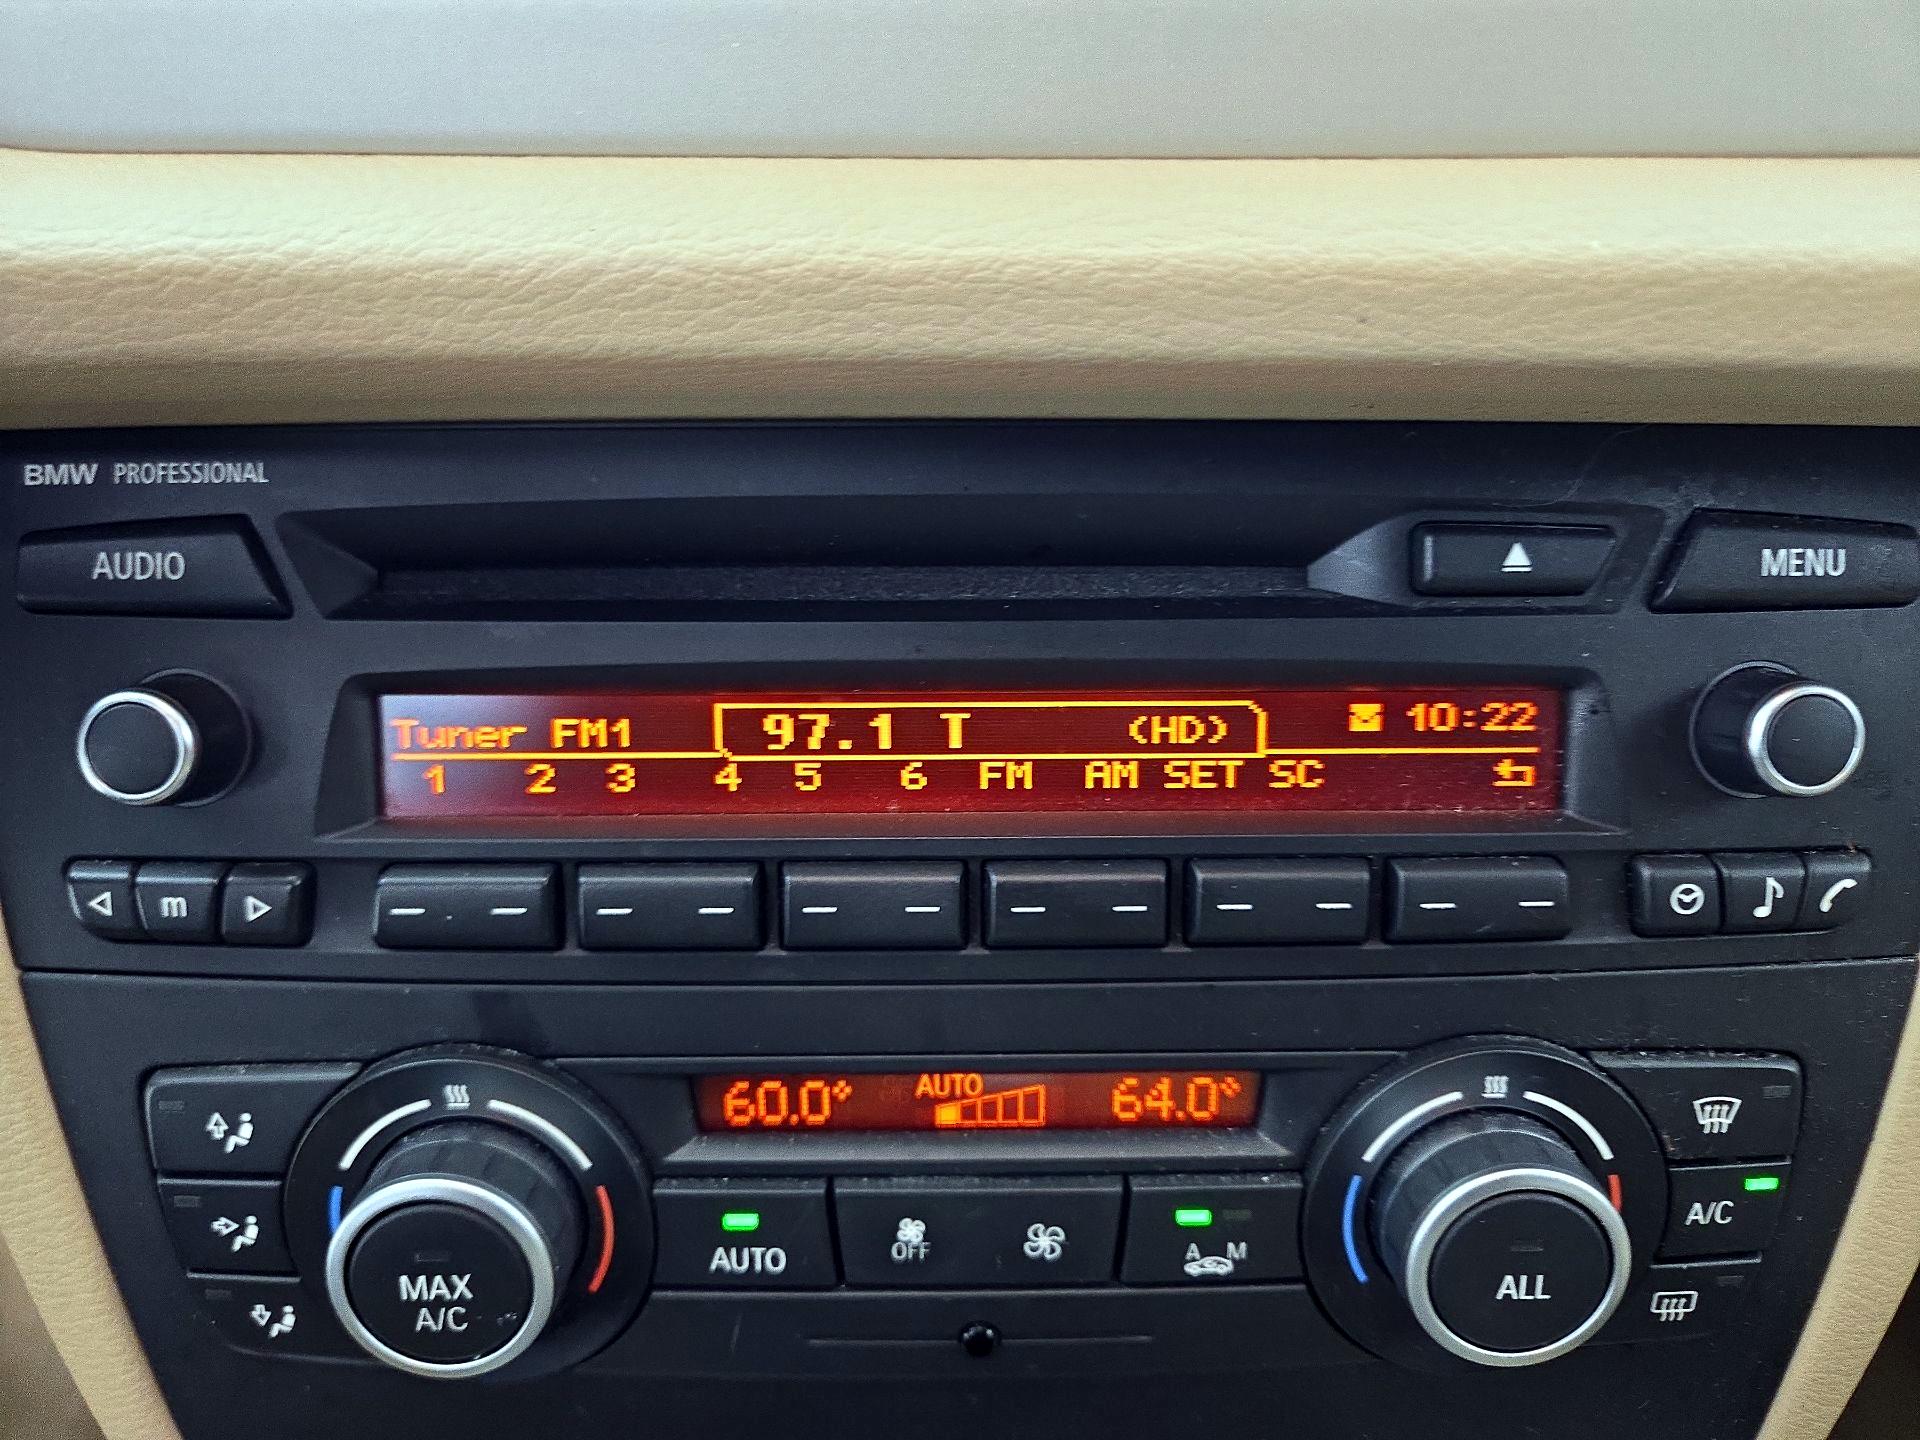 BMW PROFESSIONAL
AUDIO
MENU
Tuner FM1
97.1 T (HD)
10:22
1 2 3 4 5 6 FM AM SET SC
m
60.0° AUTO 64.0°
AUTO
OFF
A M
A/C
MAX
A/C
ALL